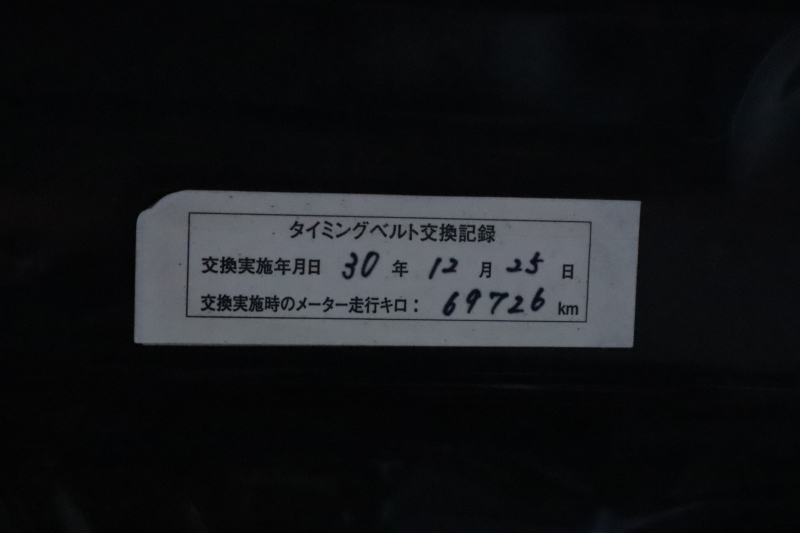 タイミングベルト交換記録
交換実施年月日 30 年 12 月 25 日
交換実施時のメーター走行キロ： 69726 km